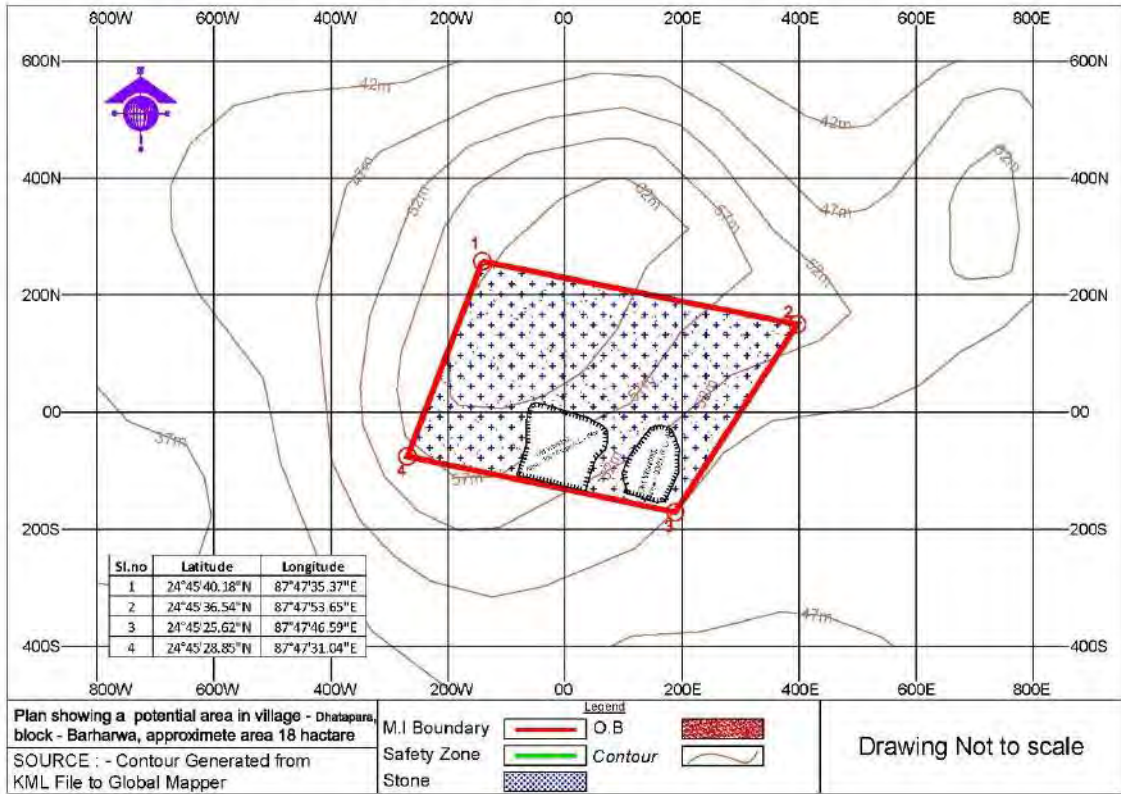 800W 600W 400W 200W 00 200E 400E 600E 800E
600N 600N
42m
42m
62m
47m
52m
400N 400N
62m
57m
47m
52m
1
2
200N 200N
57m
52m
00 00
37m
4
57m
52m
3
200S 200S
Sl.no Latitude Longitude
1 24°45'40.18"N 87°47'35.37"E
2 24°45'36.54"N 87°47'53.65"E
3 24°45'25.62"N 87°47'46.59"E
4 24°45'28.85"N 87°47'31.04"E
47m
400S 400S
800W 600W 400W 200W 00 200E 400E 600E 800E
Plan showing a potential area in village - Dhatapara,
block - Barharwa, approximete area 18 hactare
SOURCE : - Contour Generated from
KML File to Global Mapper
Legend
M.I Boundary O.B
Safety Zone Contour
Stone
Drawing Not to scale